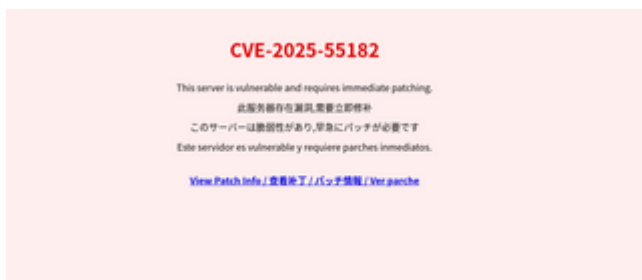 CVE-2025-55182
This server is vulnerable and requires immediate patching.
此服务器存在漏洞,需要立即修补
このサーバーは脆弱性があり,早急にパッチが必要です
Este servidor es vulnerable y requiere parches inmediatos.
View Patch Info / 查看补丁 / パッチ情報 / Ver parche